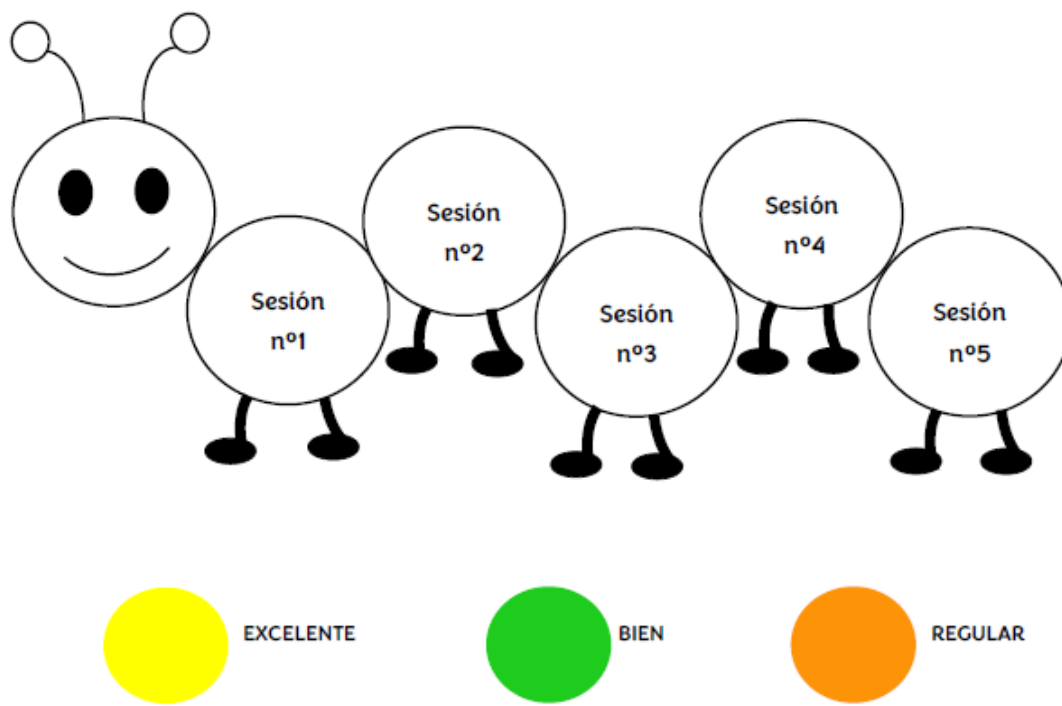 Sesión
nº1
Sesión
nº2
Sesión
nº3
Sesión
nº4
Sesión
nº5
EXCELENTE
BIEN
REGULAR